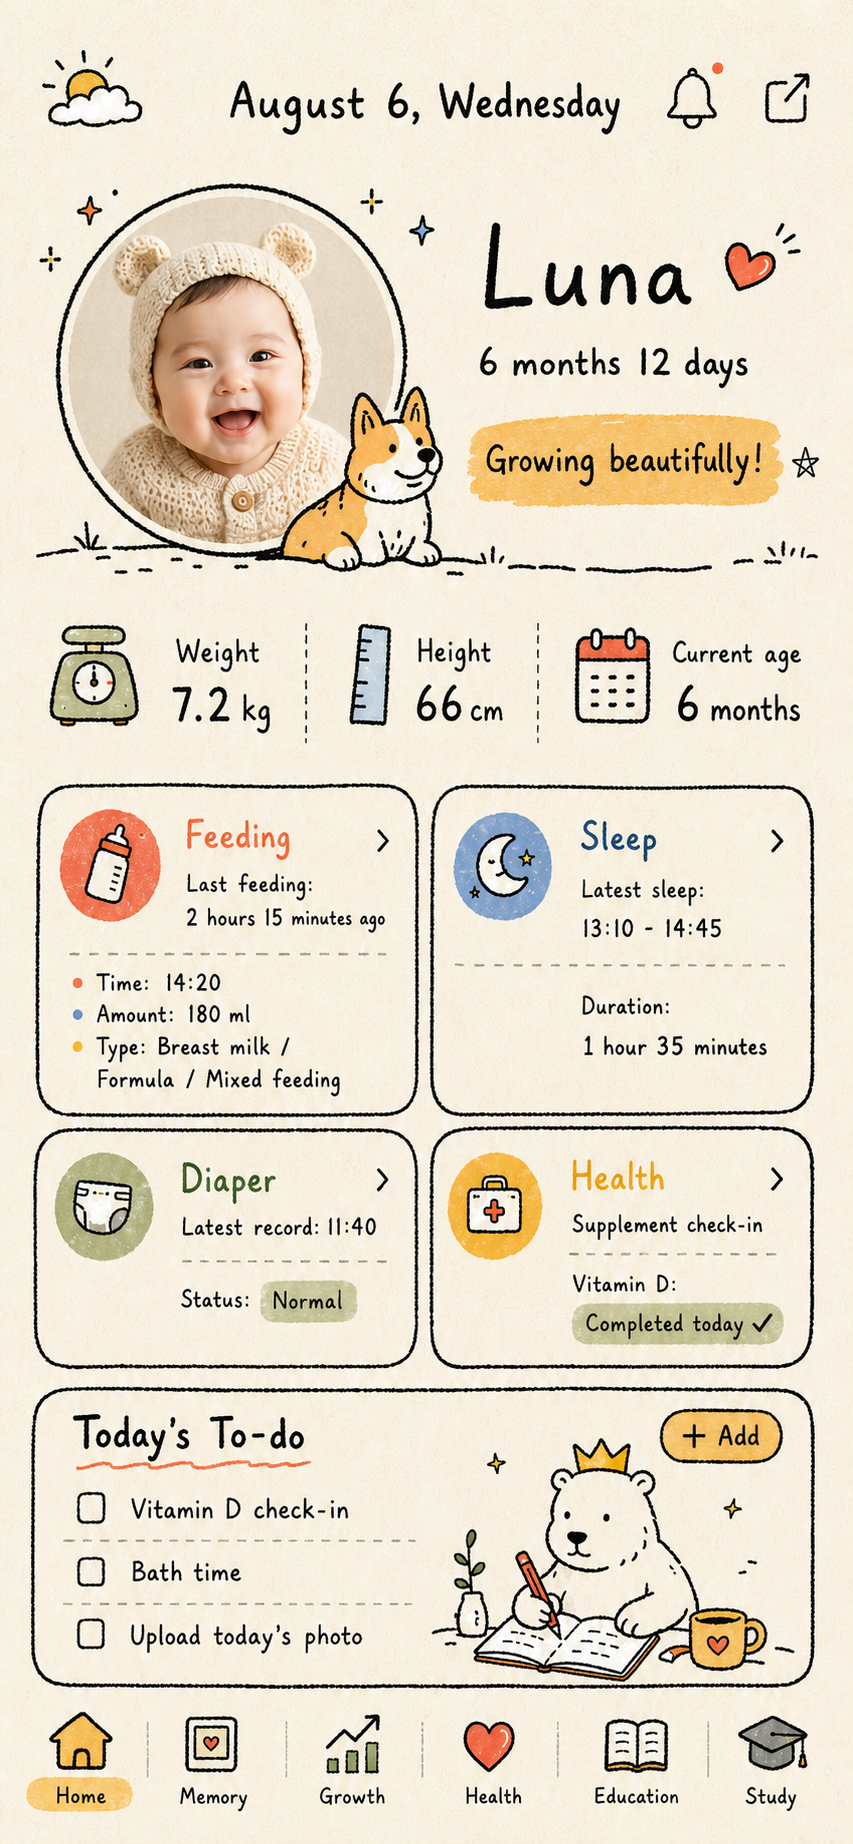 August 6, Wednesday
Luna
6 months 12 days
Growing beautifully!
Weight
7.2 kg
Height
66 cm
Current age
6 months
Feeding
Last feeding:
2 hours 15 minutes ago
Time: 14:20
Amount: 180 ml
Type: Breast milk /
Formula / Mixed feeding
Sleep
Latest sleep:
13:10 - 14:45
Duration:
1 hour 35 minutes
Diaper
Latest record: 11:40
Status: Normal
Health
Supplement check-in
Vitamin D:
Completed today ✓
Today's To-do
+ Add
Vitamin D check-in
Bath time
Upload today's photo
Home
Memory
Growth
Health
Education
Study